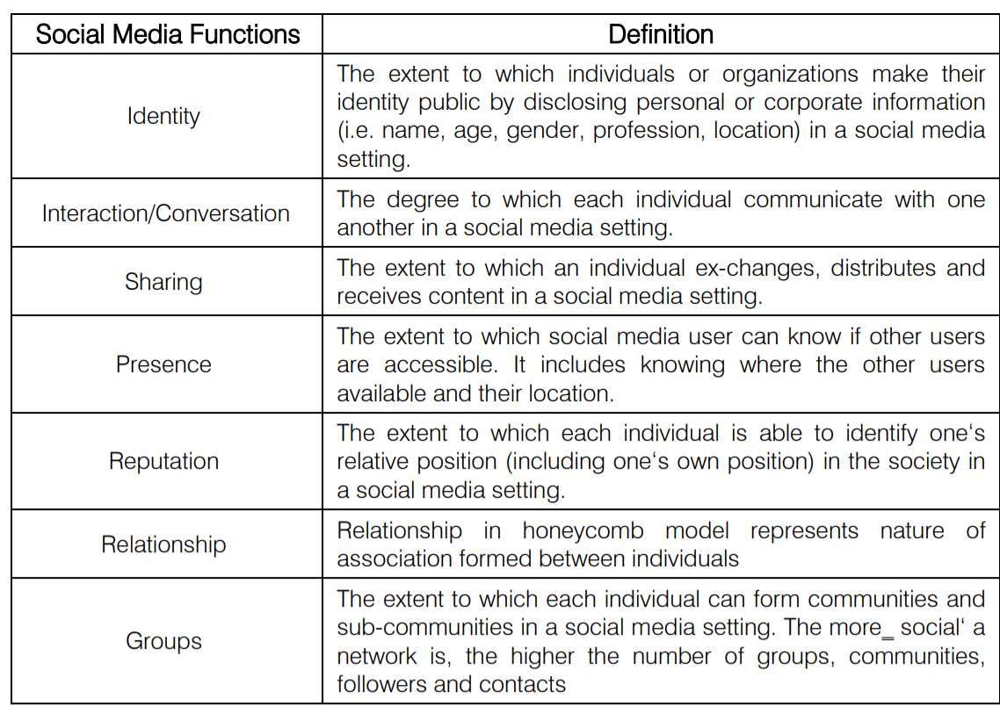 Social Media Functions
Definition
Identity
The extent to which individuals or organizations make their
identity public by disclosing personal or corporate information
(i.e. name, age, gender, profession, location) in a social media
setting.
Interaction/Conversation
The degree to which each individual communicate with one
another in a social media setting.
Sharing
The extent to which an individual ex-changes, distributes and
receives content in a social media setting.
Presence
The extent to which social media user can know if other users
are accessible. It includes knowing where the other users
available and their location.
Reputation
The extent to which each individual is able to identify one‘s
relative position (including one‘s own position) in the society in
a social media setting.
Relationship
Relationship in honeycomb model represents nature of
association formed between individuals
Groups
The extent to which each individual can form communities and
sub-communities in a social media setting. The more‗ social‘ a
network is, the higher the number of groups, communities,
followers and contacts